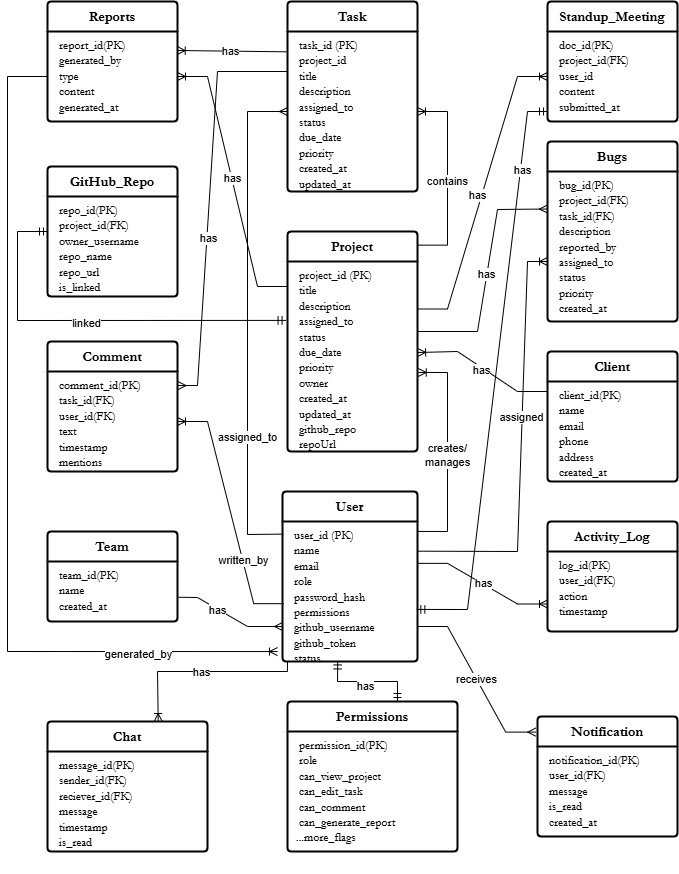 Reports
report_id(PK)
generated_by
type
content
generated_at
Task
task_id (PK)
project_id
title
description
assigned_to
status
due_date
priority
created_at
updated_at
Standup_Meeting
doc_id(PK)
project_id(FK)
user_id
content
submitted_at
has
has
has
has
contains
has
has
has
GitHub_Repo
repo_id(PK)
project_id(FK)
owner_username
repo_name
repo_url
is_linked
linked
Project
project_id (PK)
title
description
assigned_to
status
due_date
priority
owner
created_at
updated_at
github_repo
repoUrl
Bugs
bug_id(PK)
project_id(FK)
task_id(FK)
description
reported_by
assigned_to
status
priority
created_at
Comment
comment_id(PK)
task_id(FK)
user_id(FK)
text
timestamp
mentions
has
Client
client_id(PK)
name
email
phone
address
created_at
assigned_to
creates/
manages
assigned
written_by
Team
team_id(PK)
name
created_at
has
User
user_id (PK)
name
email
role
password_hash
permissions
github_username
github_token
status
has
Activity_Log
log_id(PK)
user_id(FK)
action
timestamp
generated_by
has
has
receives
Chat
message_id(PK)
sender_id(FK)
reciever_id(FK)
message
timestamp
is_read
Permissions
permission_id(PK)
role
can_view_project
can_edit_task
can_comment
can_generate_report
...more_flags
Notification
notification_id(PK)
user_id(FK)
message
is_read
created_at